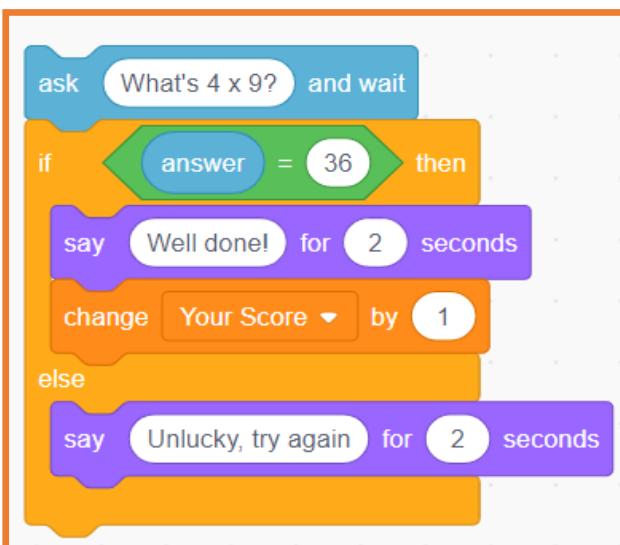 ask What's 4 x 9? and wait
if answer = 36 then
say Well done! for 2 seconds
change Your Score by 1
else
say Unlucky, try again for 2 seconds